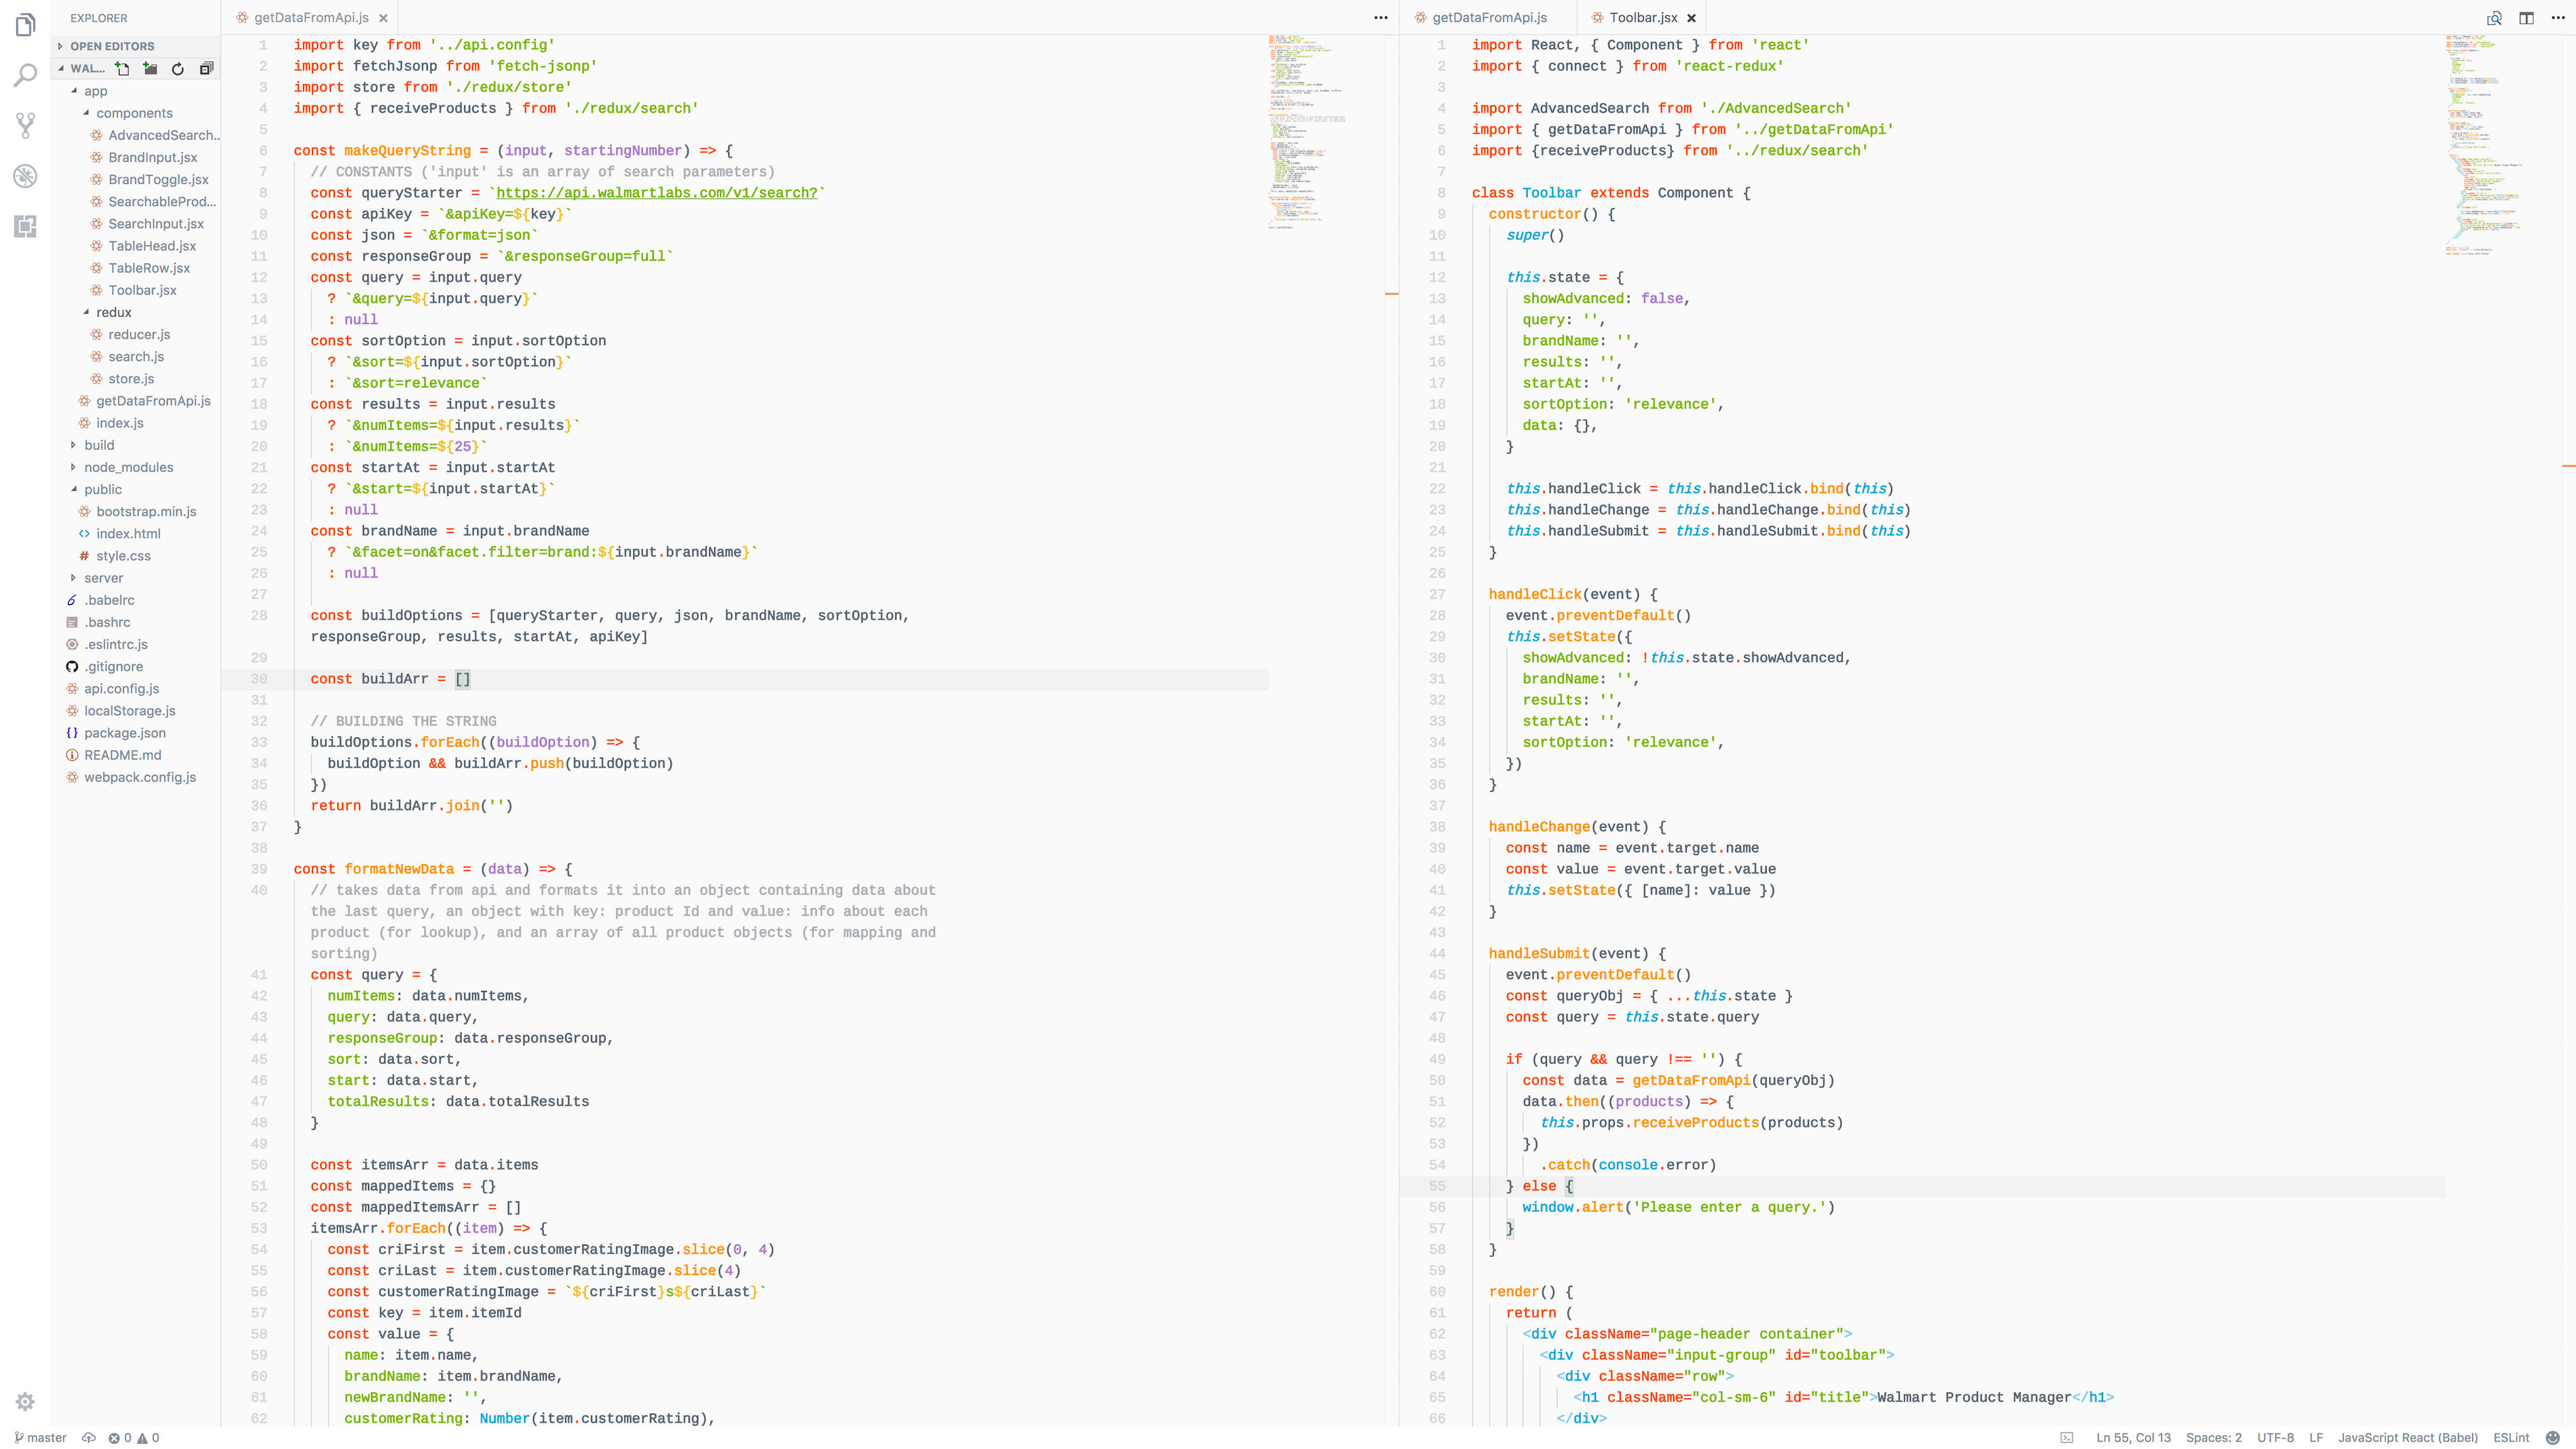 EXPLORER
OPEN EDITORS
WAL...
app
components
AdvancedSearch...
BrandInput.jsx
BrandToggle.jsx
SearchableProd...
SearchInput.jsx
TableHead.jsx
TableRow.jsx
Toolbar.jsx
redux
reducer.js
search.js
store.js
getDataFromApi.js
index.js
build
node_modules
public
bootstrap.min.js
index.html
style.css
server
.babelrc
.bashrc
.eslintrc.js
.gitignore
api.config.js
localStorage.js
package.json
README.md
webpack.config.js
getDataFromApi.js
1 import key from '../api.config'
2 import fetchJsonp from 'fetch-jsonp'
3 import store from './redux/store'
4 import { receiveProducts } from './redux/search'
5
6 const makeQueryString = (input, startingNumber) => {
7 // CONSTANTS ('input' is an array of search parameters)
8 const queryStarter = `https://api.walmartlabs.com/v1/search?`
9 const apiKey = `&apiKey=${key}`
10 const json = `&format=json`
11 const responseGroup = `&responseGroup=full`
12 const query = input.query
13 ? `&query=${input.query}`
14 : null
15 const sortOption = input.sortOption
16 ? `&sort=${input.sortOption}`
17 : `&sort=relevance`
18 const results = input.results
19 ? `&numItems=${input.results}`
20 : `&numItems=${25}`
21 const startAt = input.startAt
22 ? `&start=${input.startAt}`
23 : null
24 const brandName = input.brandName
25 ? `&facet=on&facet.filter=brand:${input.brandName}`
26 : null
27
28 const buildOptions = [queryStarter, query, json, brandName, sortOption,
responseGroup, results, startAt, apiKey]
29
30 const buildArr = []
31
32 // BUILDING THE STRING
33 buildOptions.forEach((buildOption) => {
34 buildOption && buildArr.push(buildOption)
35 })
36 return buildArr.join('')
37 }
38
39 const formatNewData = (data) => {
40 // takes data from api and formats it into an object containing data about
the last query, an object with key: product Id and value: info about each
product (for lookup), and an array of all product objects (for mapping and
sorting)
41 const query = {
42 numItems: data.numItems,
43 query: data.query,
44 responseGroup: data.responseGroup,
45 sort: data.sort,
46 start: data.start,
47 totalResults: data.totalResults
48 }
49
50 const itemsArr = data.items
51 const mappedItems = {}
52 const mappedItemsArr = []
53 itemsArr.forEach((item) => {
54 const criFirst = item.customerRatingImage.slice(0, 4)
55 const criLast = item.customerRatingImage.slice(4)
56 const customerRatingImage = `${criFirst}s${criLast}`
57 const key = item.itemId
58 const value = {
59 name: item.name,
60 brandName: item.brandName,
61 newBrandName: '',
62 customerRating: Number(item.customerRating),
getDataFromApi.js Toolbar.jsx
1 import React, { Component } from 'react'
2 import { connect } from 'react-redux'
3
4 import AdvancedSearch from './AdvancedSearch'
5 import { getDataFromApi } from '../getDataFromApi'
6 import {receiveProducts} from '../redux/search'
7
8 class Toolbar extends Component {
9 constructor() {
10 super()
11
12 this.state = {
13 showAdvanced: false,
14 query: '',
15 brandName: '',
16 results: '',
17 startAt: '',
18 sortOption: 'relevance',
19 data: {},
20 }
21
22 this.handleClick = this.handleClick.bind(this)
23 this.handleChange = this.handleChange.bind(this)
24 this.handleSubmit = this.handleSubmit.bind(this)
25 }
26
27 handleClick(event) {
28 event.preventDefault()
29 this.setState({
30 showAdvanced: !this.state.showAdvanced,
31 brandName: '',
32 results: '',
33 startAt: '',
34 sortOption: 'relevance',
35 })
36 }
37
38 handleChange(event) {
39 const name = event.target.name
40 const value = event.target.value
41 this.setState({ [name]: value })
42 }
43
44 handleSubmit(event) {
45 event.preventDefault()
46 const queryObj = { ...this.state }
47 const query = this.state.query
48
49 if (query && query !== '') {
50 const data = getDataFromApi(queryObj)
51 data.then((products) => {
52 this.props.receiveProducts(products)
53 })
54 .catch(console.error)
55 } else {
56 window.alert('Please enter a query.')
57 }
58 }
59
60 render() {
61 return (
62 <div className="page-header container">
63 <div className="input-group" id="toolbar">
64 <div className="row">
65 <h1 className="col-sm-6" id="title">Walmart Product Manager</h1>
66 </div>
master 0 0 Ln 55, Col 13 Spaces: 2 UTF-8 LF JavaScript React (Babel) ESLint